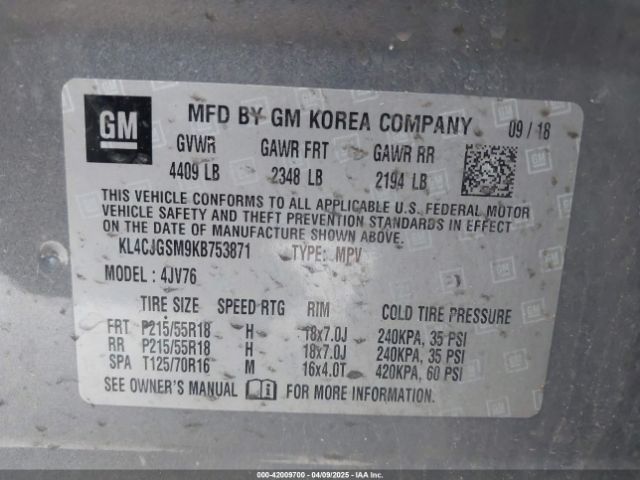 GM
MFD BY GM KOREA COMPANY 09 / 18
GVWR GAWR FRT GAWR RR
4409 LB 2348 LB 2194 LB
THIS VEHICLE CONFORMS TO ALL APPLICABLE U.S. FEDERAL MOTOR
VEHICLE SAFETY AND THEFT PREVENTION STANDARDS IN EFFECT
ON THE DATE OF MANUFACTURE SHOWN ABOVE.
KL4CJGSM9KB753871 TYPE: MPV
MODEL : 4JV76
TIRE SIZE SPEED RTG RIM COLD TIRE PRESSURE
FRT P215/55R18 H 18x7.0J 240KPA, 35 PSI
RR P215/55R18 H 18x7.0J 240KPA, 35 PSI
SPA T125/70R16 M 16x4.0T 420KPA, 60 PSI
SEE OWNER'S MANUAL FOR MORE INFORMATION.
000-42009700 - 04/09/2025 - iaai.com